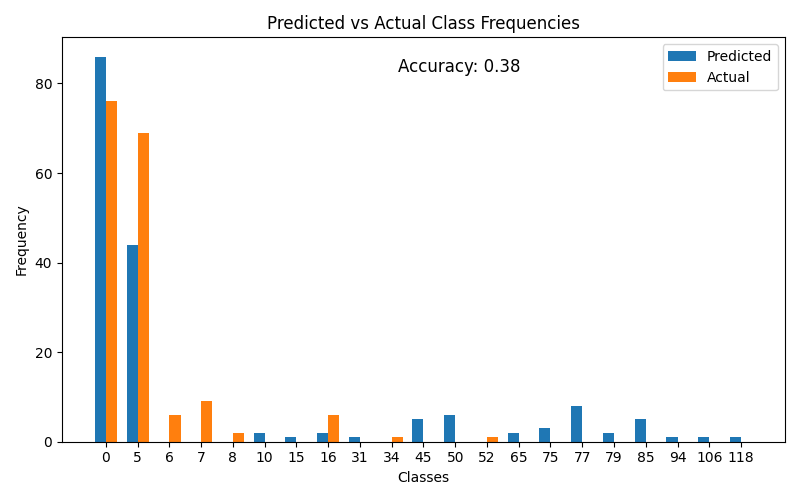 Predicted vs Actual Class Frequencies
Accuracy: 0.38
Predicted
Actual
Frequency
80
60
40
20
0
0 5 6 7 8 10 15 16 31 34 45 50 52 65 75 77 79 85 94 106 118
Classes